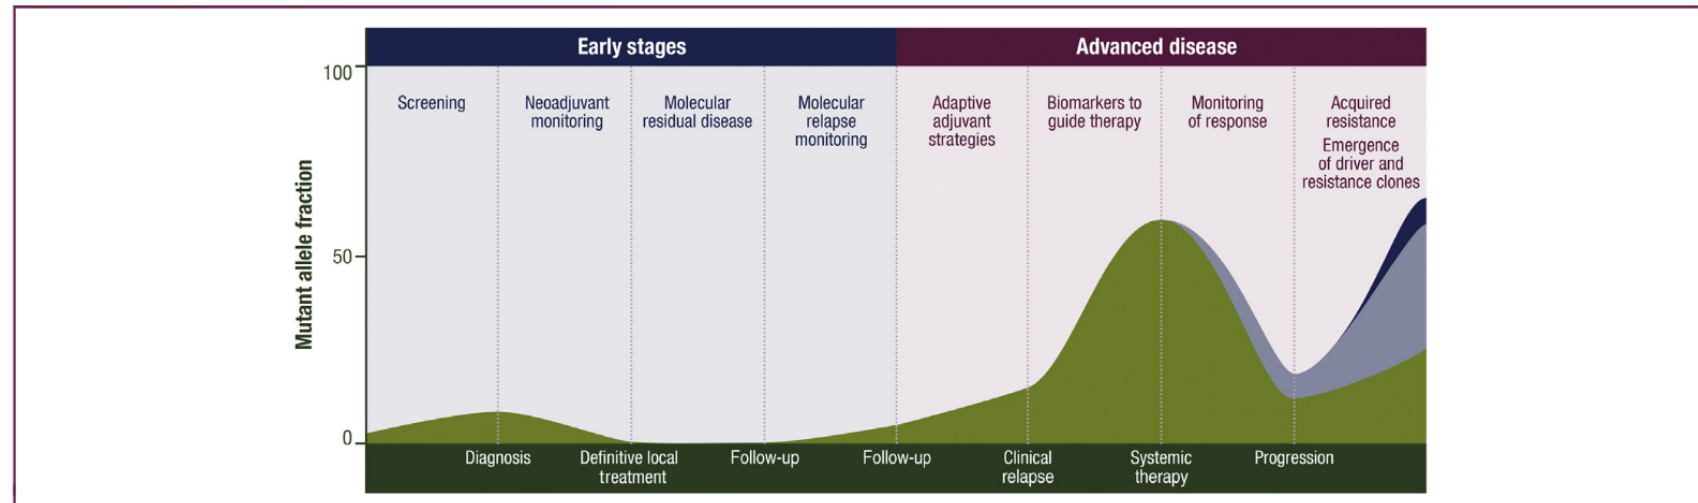 Early stages
Advanced disease
100
50
0
Mutant allele fraction
Screening
Neoadjuvant
monitoring
Molecular
residual disease
Molecular
relapse
monitoring
Adaptive
adjuvant
strategies
Biomarkers to
guide therapy
Monitoring
of response
Acquired
resistance
Emergence
of driver and
resistance clones
Diagnosis
Definitive local
treatment
Follow-up
Follow-up
Clinical
relapse
Systemic
therapy
Progression